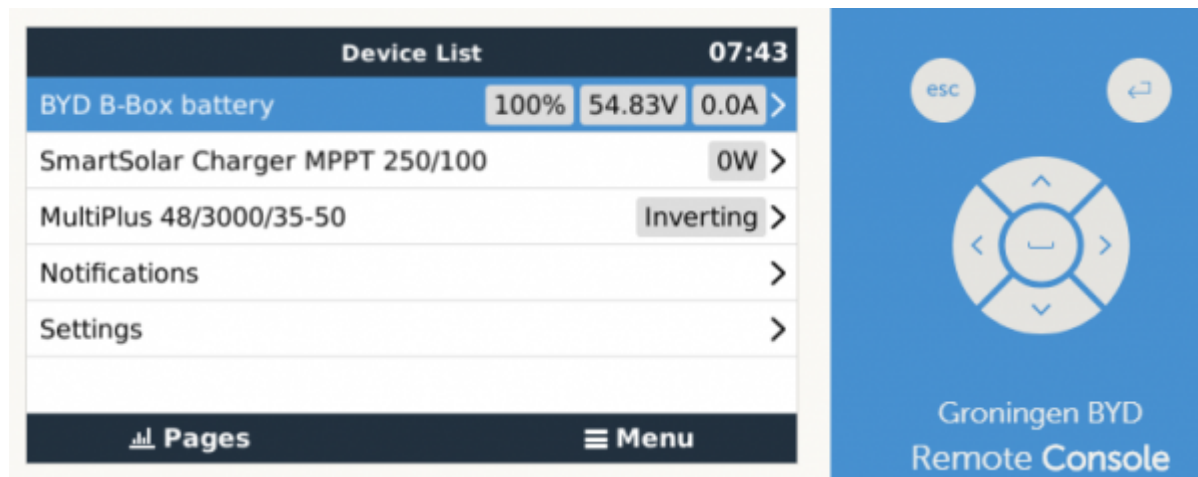 Device List 07:43
BYD B-Box battery 100% 54.83V 0.0A
SmartSolar Charger MPPT 250/100 0W
MultiPlus 48/3000/35-50 Inverting
Notifications
Settings
Pages Menu
esc
Groningen BYD
Remote Console